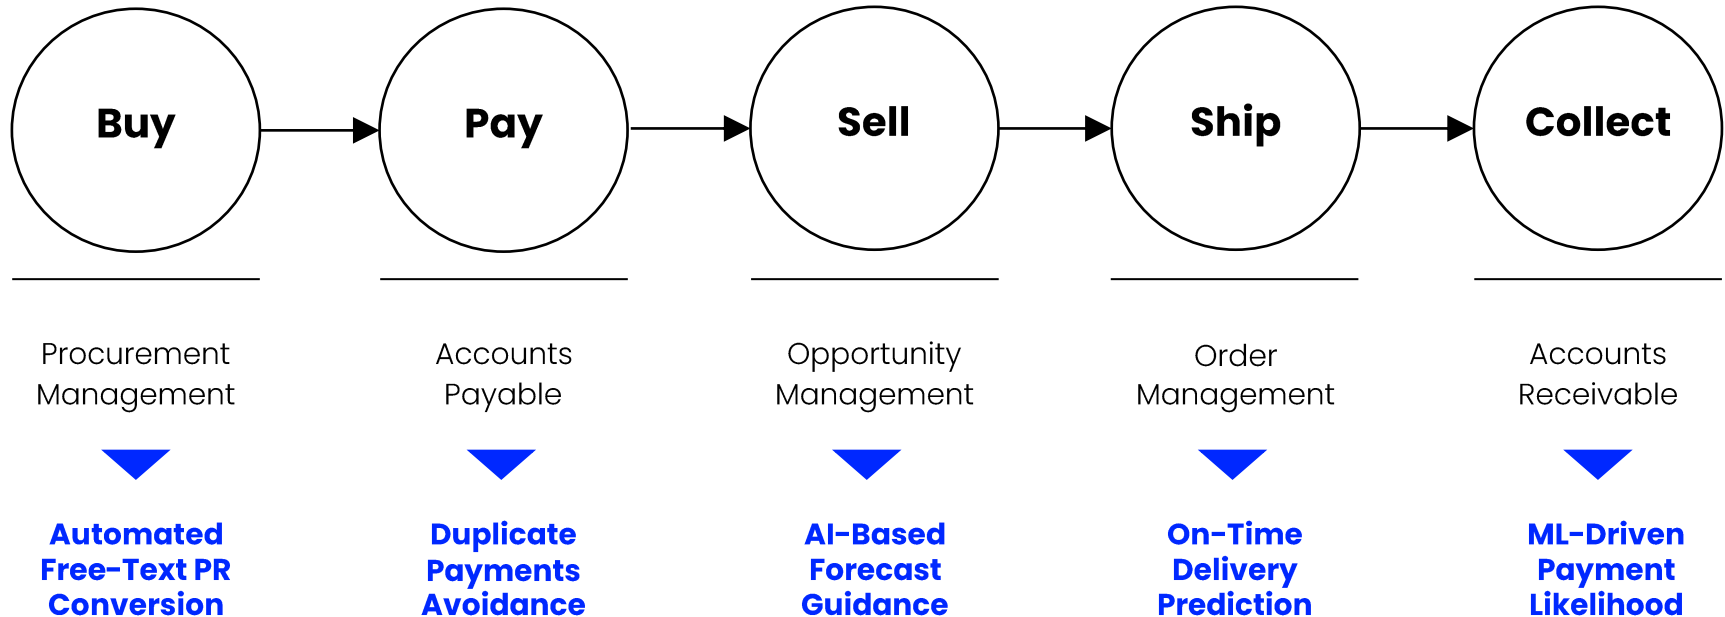 Buy
Pay
Sell
Ship
Collect
Procurement
Management
Accounts
Payable
Opportunity
Management
Order
Management
Accounts
Receivable
Automated
Free-Text PR
Conversion
Duplicate
Payments
Avoidance
AI-Based
Forecast
Guidance
On-Time
Delivery
Prediction
ML-Driven
Payment
Likelihood